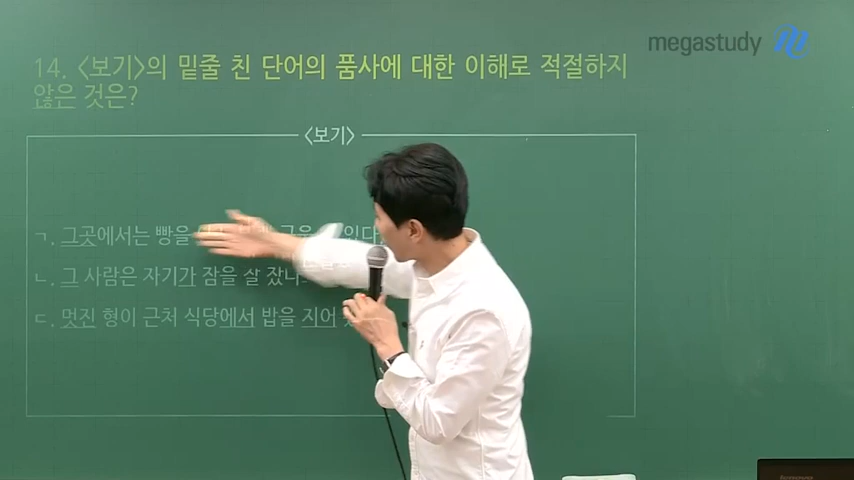 megastudy
14. <보기>의 밑줄 친 단어의 품사에 대한 이해로 적절하지
않은 것은?
<보기>
ㄱ. 그곳에서는 빵을 있다
ㄴ. 그 사람은 자기가 잠을 잘 잤다
ㄷ. 멋진 형이 근처 식당에서 밥을 지어